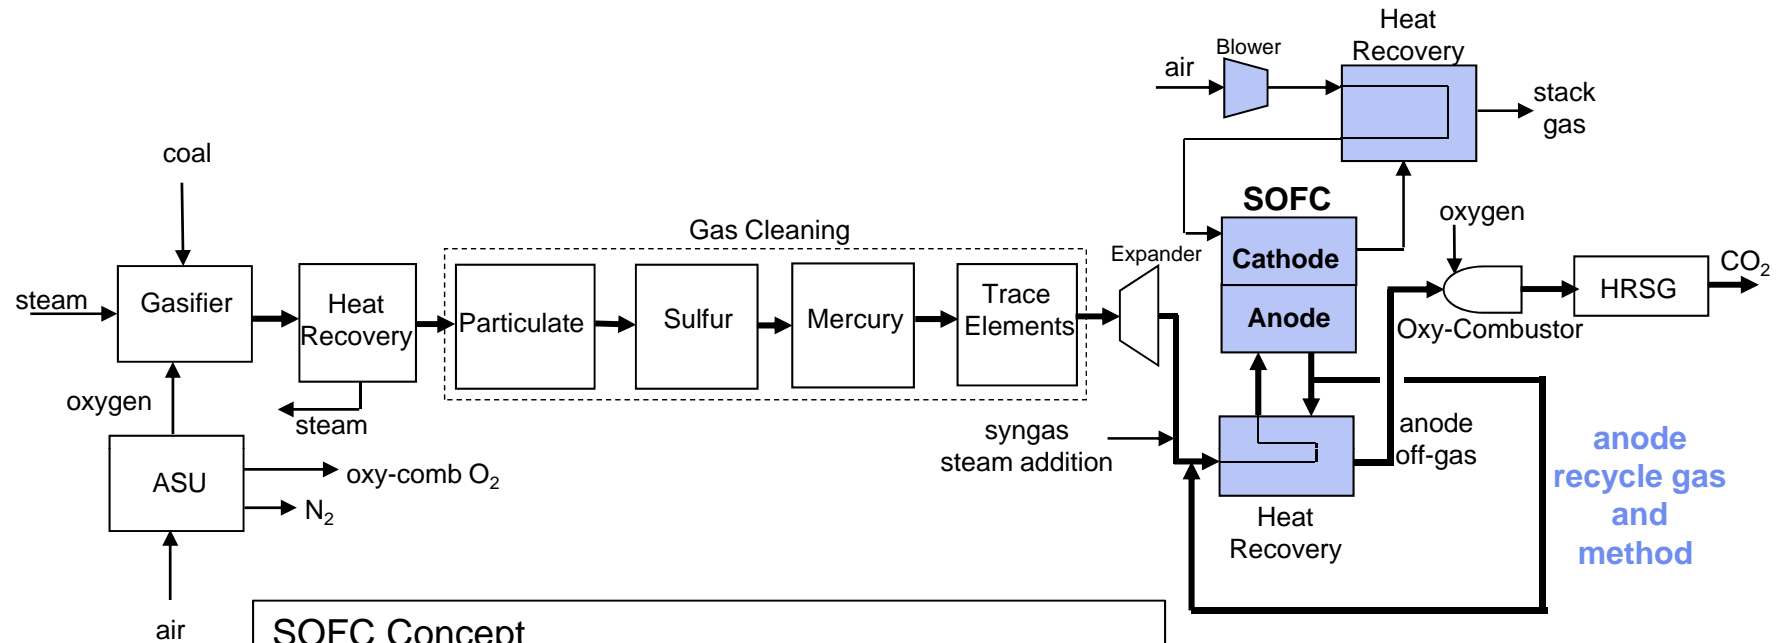 Heat
Recovery
Blower
air
stack
gas
coal
SOFC
oxygen
Gas Cleaning
Expander
Cathode
CO2
steam
Gasifier
Heat
Recovery
Particulate
Sulfur
Mercury
Trace
Elements
Anode
HRSG
Oxy-Combustor
oxygen
steam
syngas
steam addition
anode
off-gas
anode
recycle gas
and
method
ASU
oxy-comb O2
N2
Heat
Recovery
air
SOFC Concept